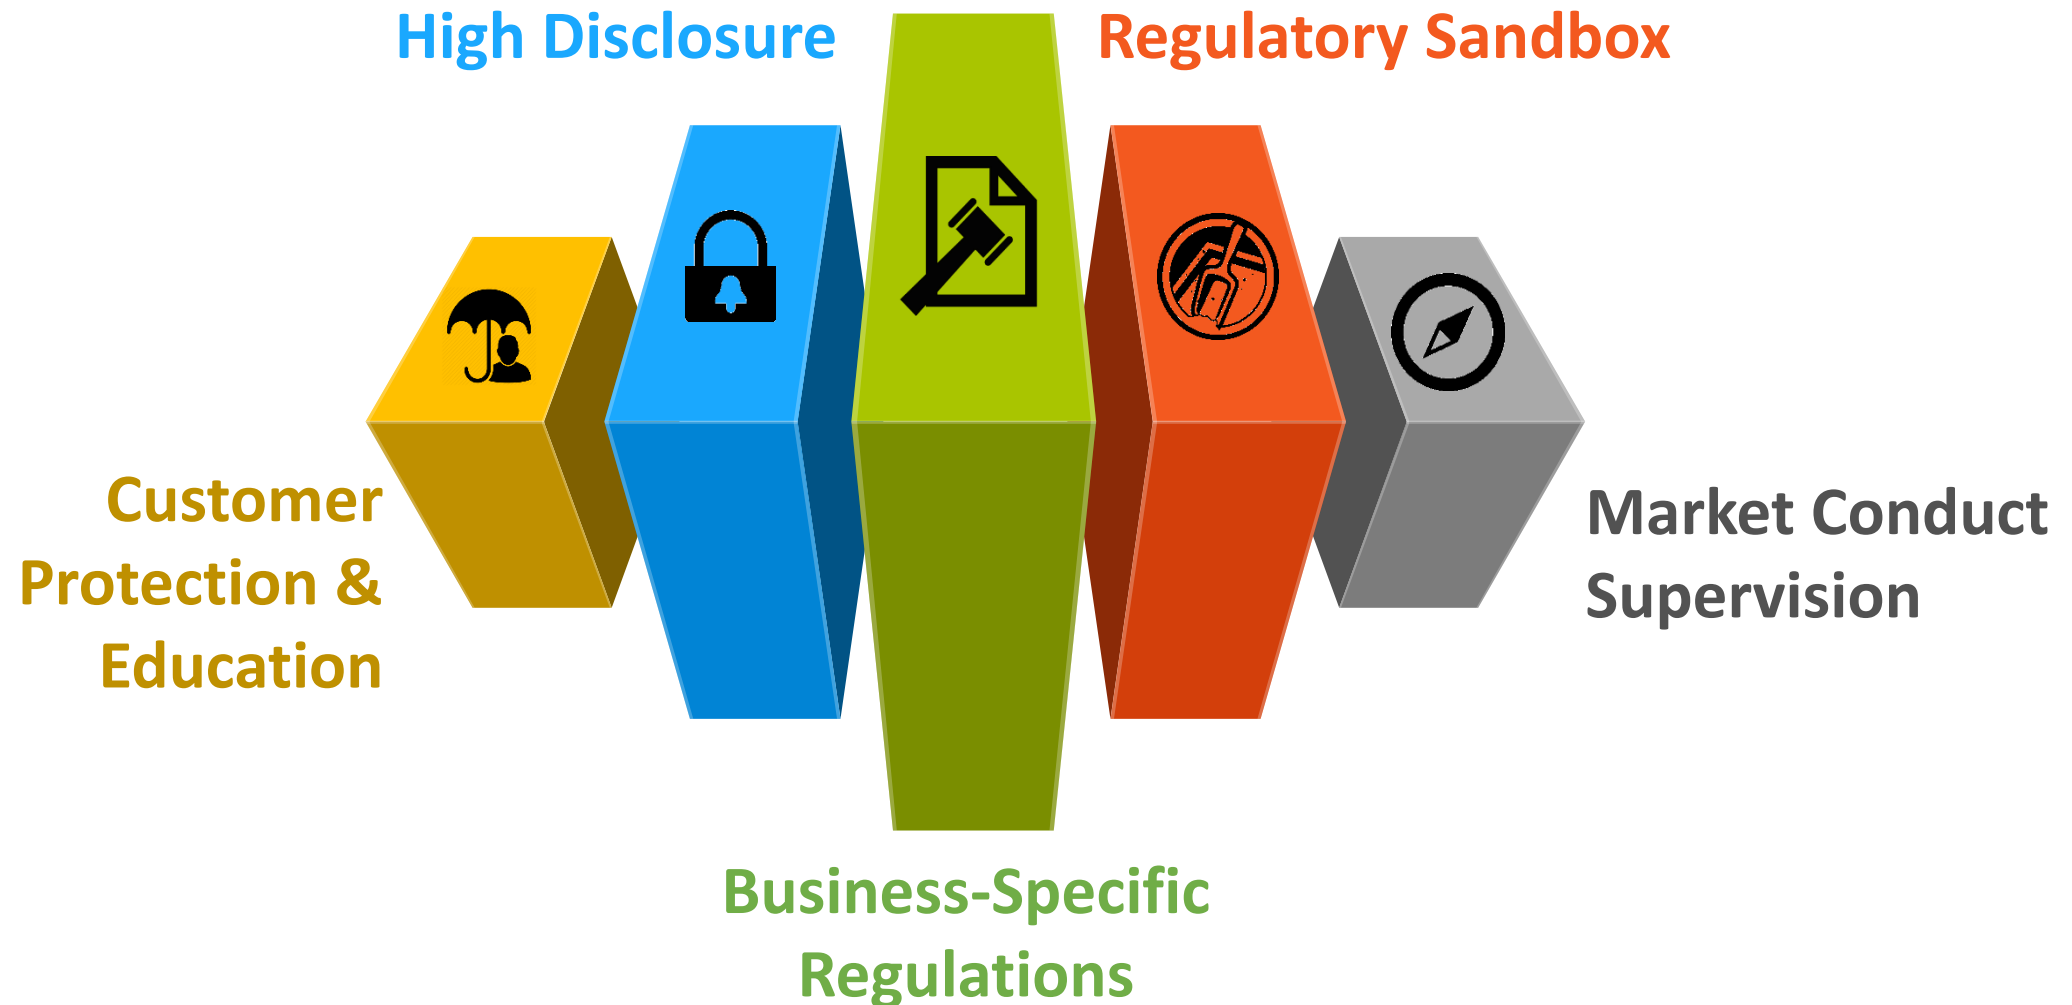 High Disclosure
Regulatory Sandbox
Customer
Protection &
Education
Market Conduct
Supervision
Business-Specific
Regulations